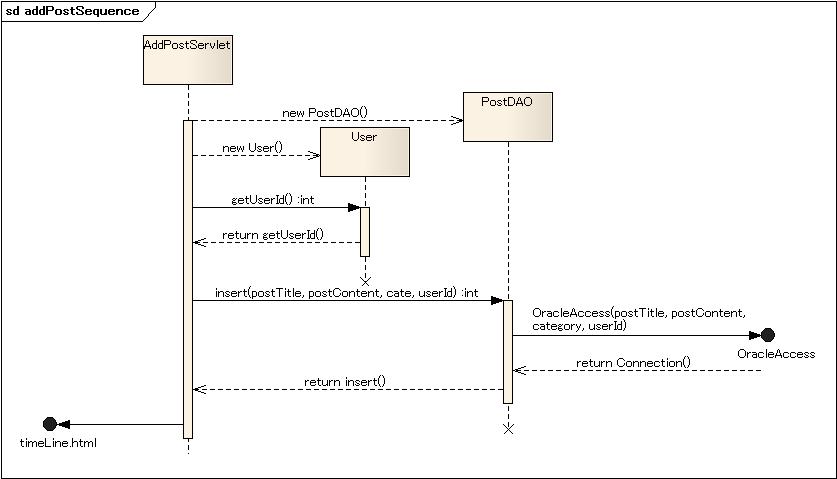 sd addPostSequence
AddPostServlet
PostDAO
new PostDAO()
User
new User()
getUserId() :int
return getUserId()
insert(postTitle, postContent, cate, userId) :int
OracleAccess(postTitle, postContent,
category, userId)
OracleAccess
return Connection()
return insert()
timeLine.html